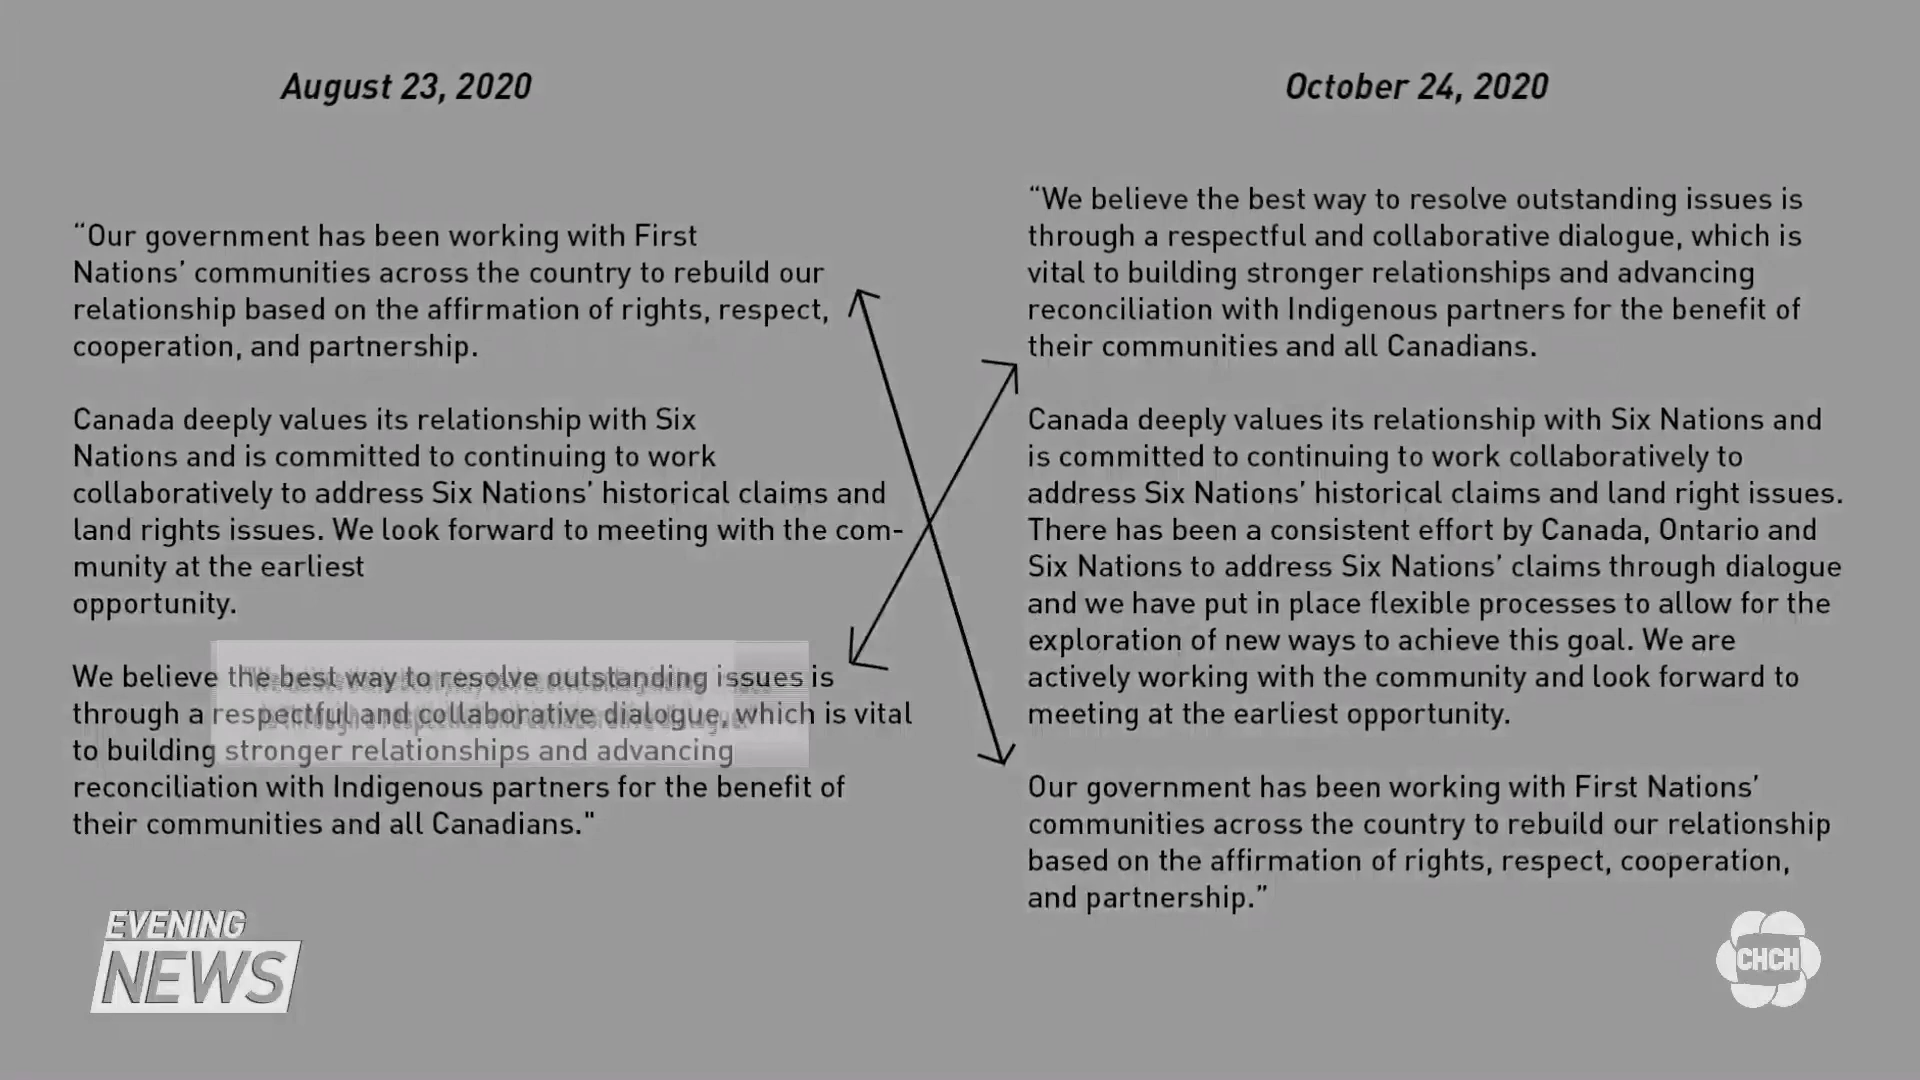 August 23, 2020
“Our government has been working with First
Nations’ communities across the country to rebuild our
relationship based on the affirmation of rights, respect,
cooperation, and partnership.
Canada deeply values its relationship with Six
Nations and is committed to continuing to work
collaboratively to address Six Nations’ historical claims and
land rights issues. We look forward to meeting with the com-
munity at the earliest
opportunity.
We believe the best way to resolve outstanding issues is
through a respectful and collaborative dialogue, which is vital
to building stronger relationships and advancing
reconciliation with Indigenous partners for the benefit of
their communities and all Canadians."
October 24, 2020
“We believe the best way to resolve outstanding issues is
through a respectful and collaborative dialogue, which is
vital to building stronger relationships and advancing
reconciliation with Indigenous partners for the benefit of
their communities and all Canadians.
Canada deeply values its relationship with Six Nations and
is committed to continuing to work collaboratively to
address Six Nations’ historical claims and land right issues.
There has been a consistent effort by Canada, Ontario and
Six Nations to address Six Nations’ claims through dialogue
and we have put in place flexible processes to allow for the
exploration of new ways to achieve this goal. We are
actively working with the community and look forward to
meeting at the earliest opportunity.
Our government has been working with First Nations’
communities across the country to rebuild our relationship
based on the affirmation of rights, respect, cooperation,
and partnership.”
EVENING
NEWS
CHCH